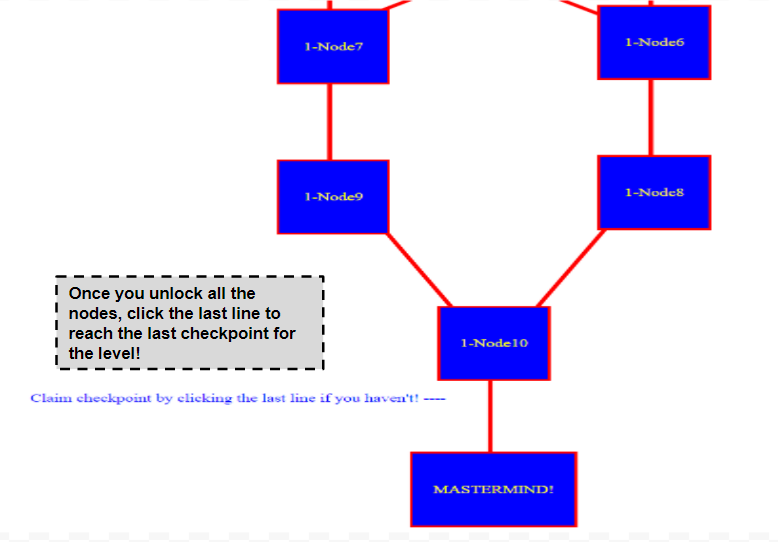 1-Node7
1-Node6
1-Node9
1-Node8
Once you unlock all the
nodes, click the last line to
reach the last checkpoint for
the level!
1-Node10
Claim checkpoint by clicking the last line if you haven't! ----
MASTERMIND!